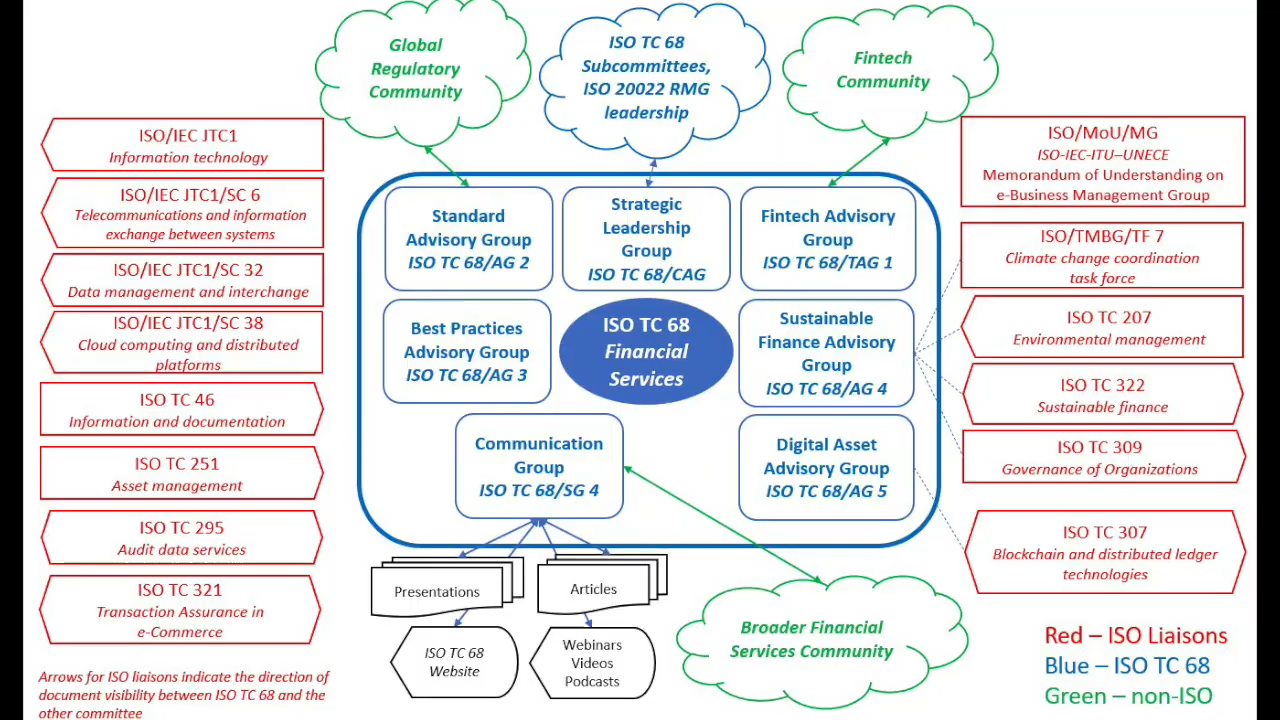 Global
Regulatory
Community
ISO TC 68
Subcommittees,
ISO 20022 RMG
leadership
Fintech
Community
ISO/IEC JTC1
Information technology
ISO/IEC JTC1/SC 6
Telecommunications and information
exchange between systems
ISO/IEC JTC1/SC 32
Data management and interchange
ISO/IEC JTC1/SC 38
Cloud computing and distributed
platforms
ISO TC 46
Information and documentation
ISO TC 251
Asset management
ISO TC 295
Audit data services
ISO TC 321
Transaction Assurance in
e-Commerce
Arrows for ISO liaisons indicate the direction of
document visibility between ISO TC 68 and the
other committee
Standard
Advisory Group
ISO TC 68/AG 2
Strategic
Leadership
Group
ISO TC 68/CAG
Fintech Advisory
Group
ISO TC 68/TAG 1
Best Practices
Advisory Group
ISO TC 68/AG 3
ISO TC 68
Financial
Services
Sustainable
Finance Advisory
Group
ISO TC 68/AG 4
Communication
Group
ISO TC 68/SG 4
Digital Asset
Advisory Group
ISO TC 68/AG 5
Presentations
Articles
ISO TC 68
Website
Webinars
Videos
Podcasts
Broader Financial
Services Community
ISO/MoU/MG
ISO-IEC-ITU–UNECE
Memorandum of Understanding on
e-Business Management Group
ISO/TMBG/TF 7
Climate change coordination
task force
ISO TC 207
Environmental management
ISO TC 322
Sustainable finance
ISO TC 309
Governance of Organizations
ISO TC 307
Blockchain and distributed ledger
technologies
Red – ISO Liaisons
Blue – ISO TC 68
Green – non-ISO